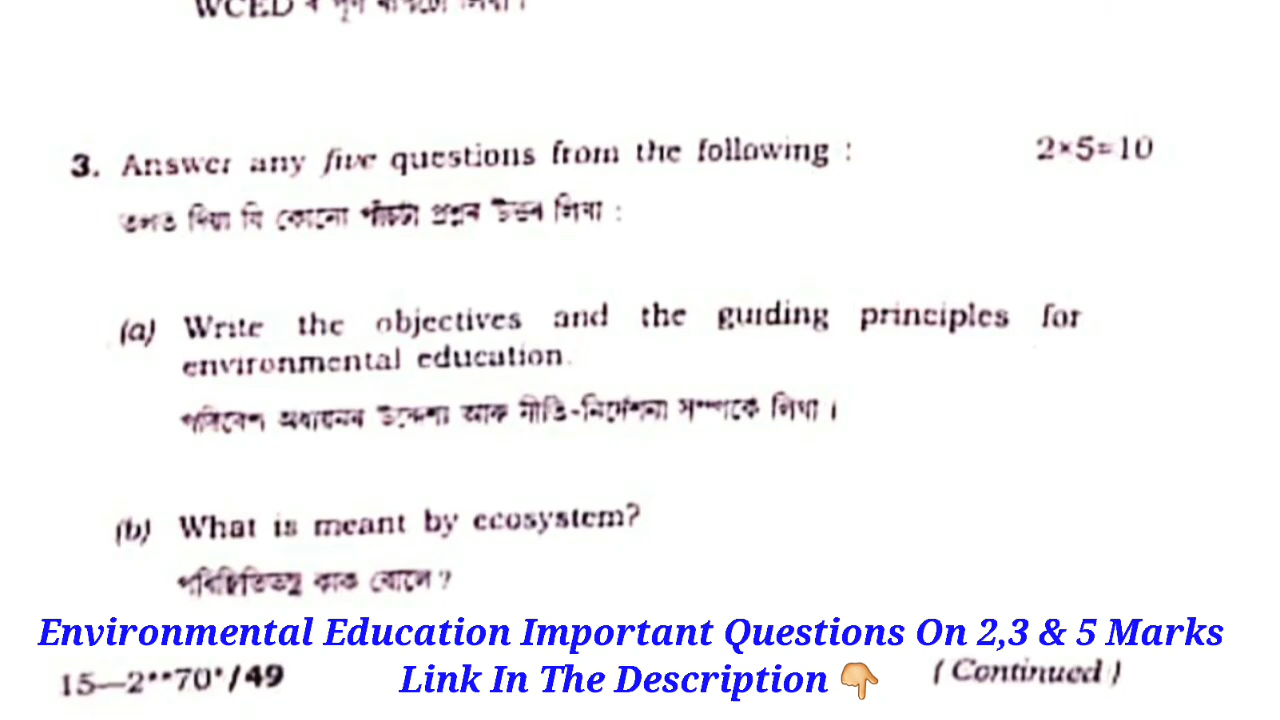 WCED ৰ পূৰ্ণ ৰূপটো লিখা ।
3. Answer any five questions from the following : 2×5=10
তলত দিয়া যি কোনো পাঁচটা প্ৰশ্নৰ উত্তৰ লিখা :
(a) Write the objectives and the guiding principles for
environmental education.
পৰিবেশ অধ্যয়নৰ উদ্দেশ্য আৰু নীতি-নিৰ্দেশনা সম্পৰ্কে লিখা ।
(b) What is meant by ecosystem?
পৰিস্থিতিতন্ত্ৰ কাক বোলে ?
Environmental Education Important Questions On 2,3 & 5 Marks
15—2**70*/49 Link In The Description 👇 ( Continued )